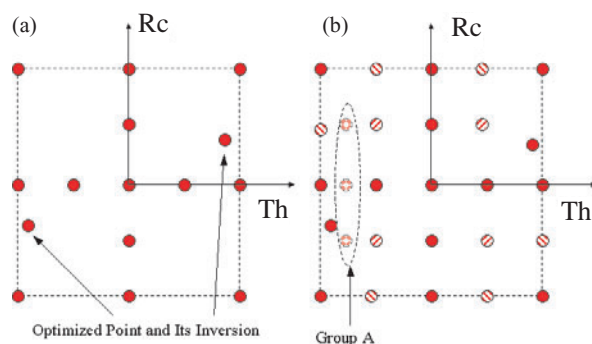 (a)
Rc
Th
Optimized Point and Its Inversion
(b)
Rc
Th
Group A